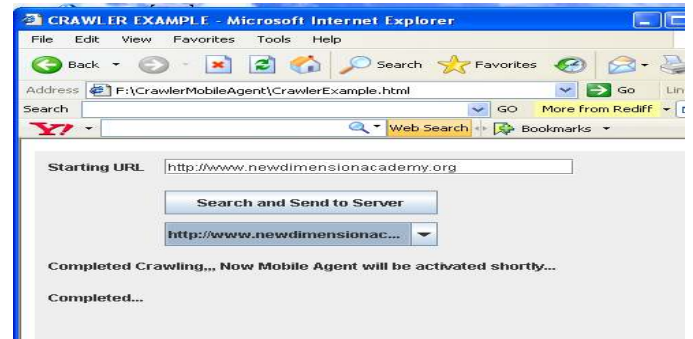 CRAWLER EXAMPLE - Microsoft Internet Explorer
File Edit View Favorites Tools Help
Back Search Favorites
Address F:\CrawlerMobileAgent\CrawlerExample.html Go
Search GO More from Rediff
Y! Web Search Bookmarks
Starting URL http://www.newdimensionacademy.org
Search and Send to Server
http://www.newdimensionac...
Completed Crawling,,, Now Mobile Agent will be activated shortly...
Completed...